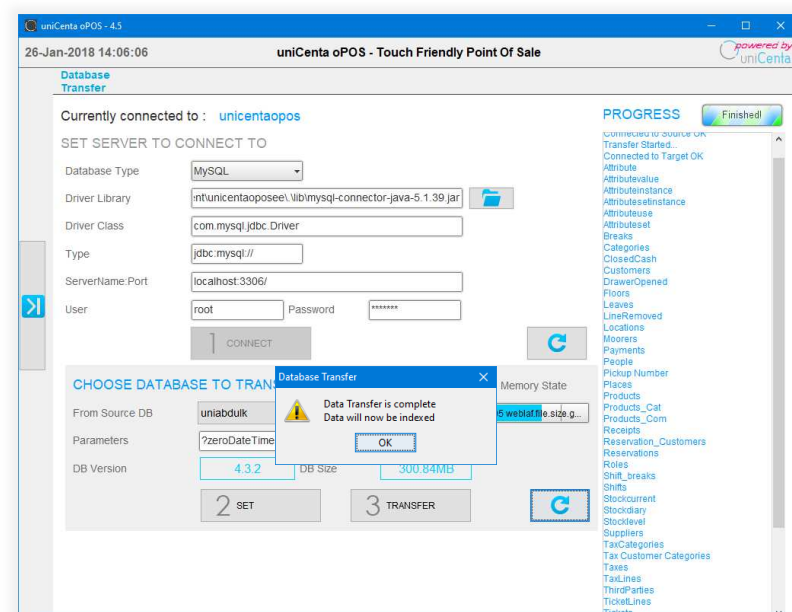 uniCenta oPOS - 4.5
26-Jan-2018 14:06:06
uniCenta oPOS - Touch Friendly Point Of Sale
powered by
uniCenta
Database
Transfer
Currently connected to : unicentaopos
SET SERVER TO CONNECT TO
Database Type MySQL
Driver Library nt\unicentaoposee\.\lib\mysql-connector-java-5.1.39.jar
Driver Class com.mysql.jdbc.Driver
Type jdbc:mysql://
ServerName:Port localhost:3306/
User root Password *******
1 CONNECT
CHOOSE DATABASE TO TRANS
Memory State
From Source DB uniabdulk
5 weblaf.file.size.g...
Parameters ?zeroDateTime
DB Version 4.3.2 DB Size 300.84MB
2 SET
3 TRANSFER
Database Transfer
Data Transfer is complete
Data will now be indexed
OK
PROGRESS Finished!
Connected to Source OK
Transfer Started...
Connected to Target OK
Attribute
Attributevalue
Attributeinstance
Attributesetinstance
Attributeuse
Attributeset
Breaks
Categories
ClosedCash
Customers
DrawerOpened
Floors
Leaves
LineRemoved
Locations
Moorers
Payments
People
Pickup Number
Places
Products
Products_Cat
Products_Com
Receipts
Reservation_Customers
Reservations
Roles
Shift_breaks
Shifts
Stockcurrent
Stockdiary
Stocklevel
Suppliers
TaxCategories
Tax Customer Categories
Taxes
TaxLines
ThirdParties
TicketLines
Tickets